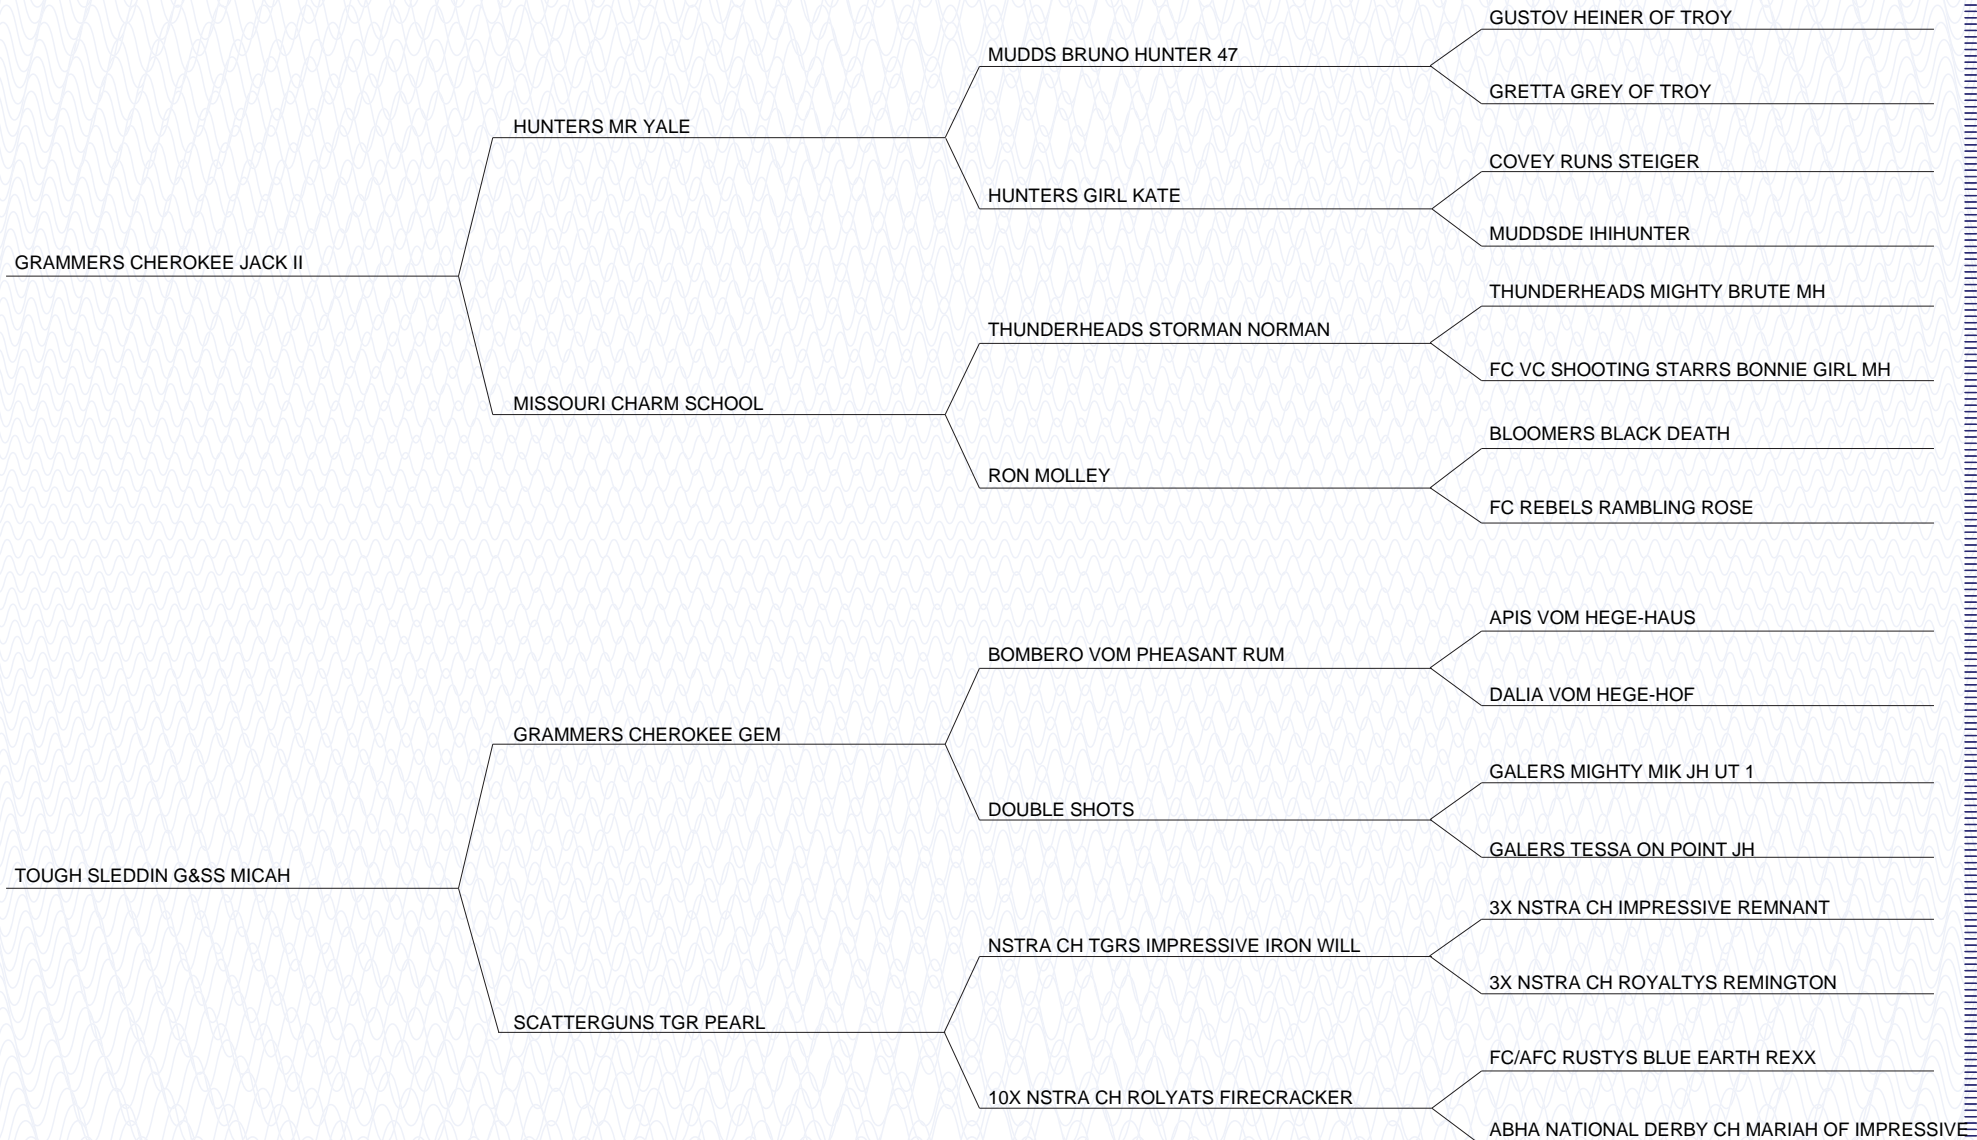 GUSTOV HEINER OF TROY
MUDDS BRUNO HUNTER 47
GRETTA GREY OF TROY
HUNTERS MR YALE
COVEY RUNS STEIGER
HUNTERS GIRL KATE
MUDDSDE IHIHUNTER
GRAMMERS CHEROKEE JACK II
THUNDERHEADS MIGHTY BRUTE MH
THUNDERHEADS STORMAN NORMAN
FC VC SHOOTING STARRS BONNIE GIRL MH
MISSOURI CHARM SCHOOL
BLOOMERS BLACK DEATH
RON MOLLEY
FC REBELS RAMBLING ROSE
APIS VOM HEGE-HAUS
BOMBERO VOM PHEASANT RUM
DALIA VOM HEGE-HOF
GRAMMERS CHEROKEE GEM
GALERS MIGHTY MIK JH UT 1
DOUBLE SHOTS
GALERS TESSA ON POINT JH
TOUGH SLEDDIN G&SS MICAH
3X NSTRA CH IMPRESSIVE REMNANT
NSTRA CH TGRS IMPRESSIVE IRON WILL
3X NSTRA CH ROYALTYS REMINGTON
SCATTERGUNS TGR PEARL
FC/AFC RUSTYS BLUE EARTH REXX
10X NSTRA CH ROLYATS FIRECRACKER
ABHA NATIONAL DERBY CH MARIAH OF IMPRESSIVE